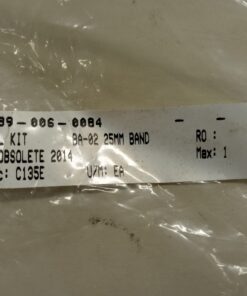 89-006-0084 - -
KIT BA-02 25MM BAND RO :
OBSOLETE 2014 Max: 1
c: C135E U/M: EA